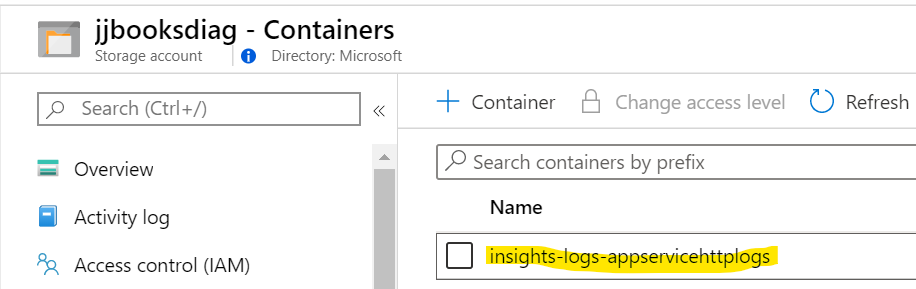 jjbooksdiag - Containers
Storage account
Directory: Microsoft
Search (Ctrl+/)
«
Overview
Activity log
Access control (IAM)
+ Container
Change access level
Refresh
Search containers by prefix
Name
insights-logs-appservicehttplogs